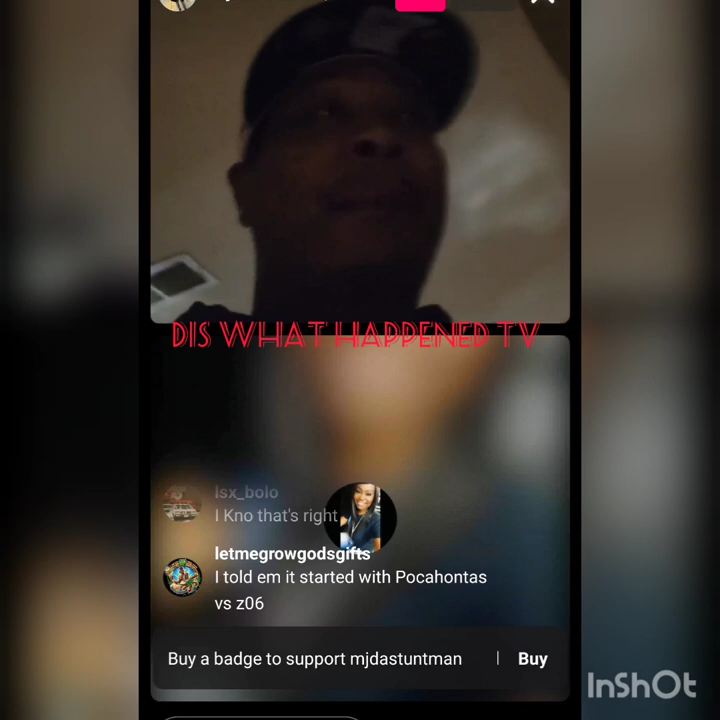 DIS WHAT HAPPENED TV
lsx_bolo
I Kno that's right
letmegrowgodsgifts
I told em it started with Pocahontas
vs z06
Buy a badge to support mjdastuntman | Buy
InShOt